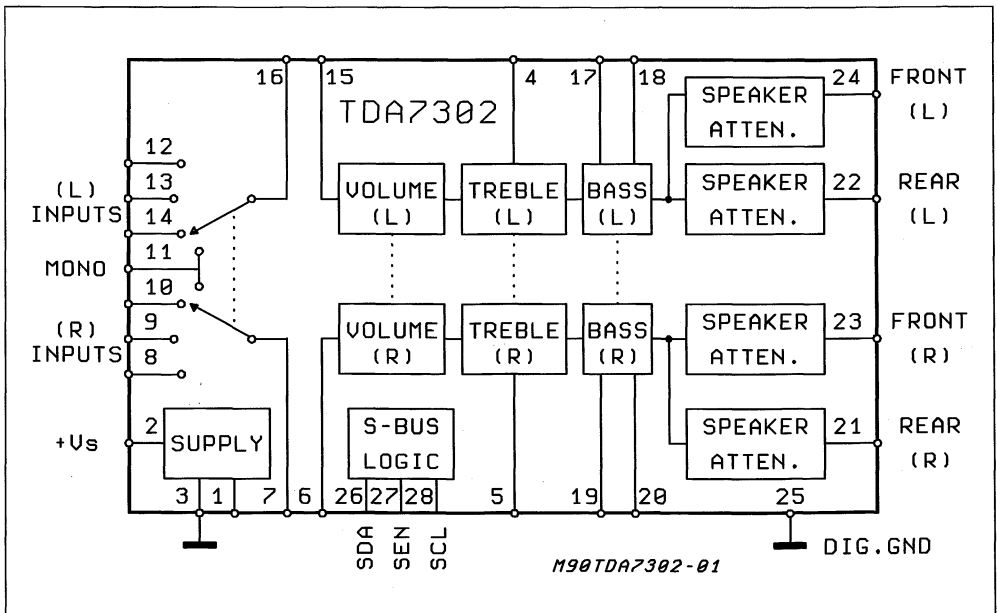 16 15 4 17 18 24 FRONT
TDA7302
SPEAKER
ATTEN.
(L)
12
(L)
INPUTS
13
14
VOLUME
(L)
TREBLE
(L)
BASS
(L)
SPEAKER
ATTEN.
22 REAR
(L)
MONO 11
10
(R)
INPUTS
9
8
VOLUME
(R)
TREBLE
(R)
BASS
(R)
SPEAKER
ATTEN.
23 FRONT
(R)
+Vs 2 SUPPLY
S-BUS
LOGIC
SPEAKER
ATTEN.
21 REAR
(R)
3 1 7 6 26 27 28 5 19 20 25
SDA
SEN
SCL
DIG.GND
M90TDA7302-01